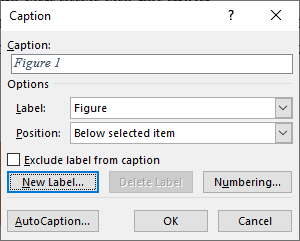 Caption
?
Caption:
Figure 1
Options
Label: Figure
Position: Below selected item
Exclude label from caption
New Label... Delete Label Numbering...
AutoCaption... OK Cancel